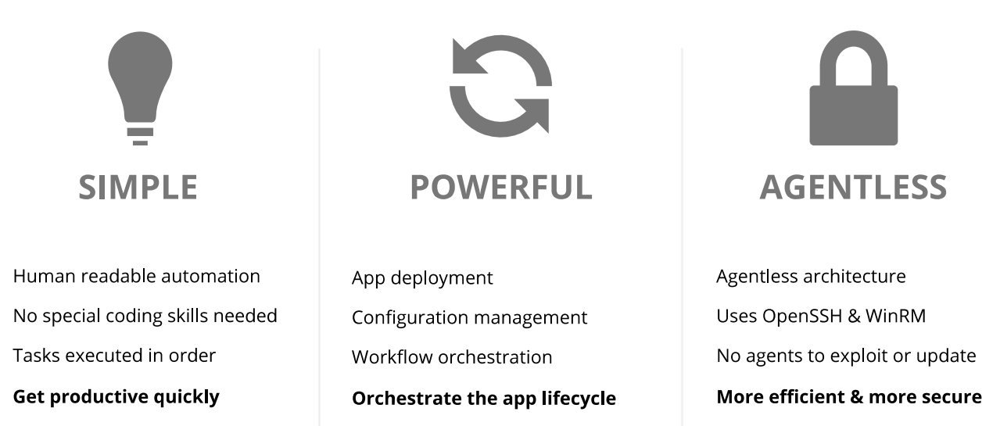 SIMPLE
Human readable automation
No special coding skills needed
Tasks executed in order
Get productive quickly
POWERFUL
App deployment
Configuration management
Workflow orchestration
Orchestrate the app lifecycle
AGENTLESS
Agentless architecture
Uses OpenSSH & WinRM
No agents to exploit or update
More efficient & more secure